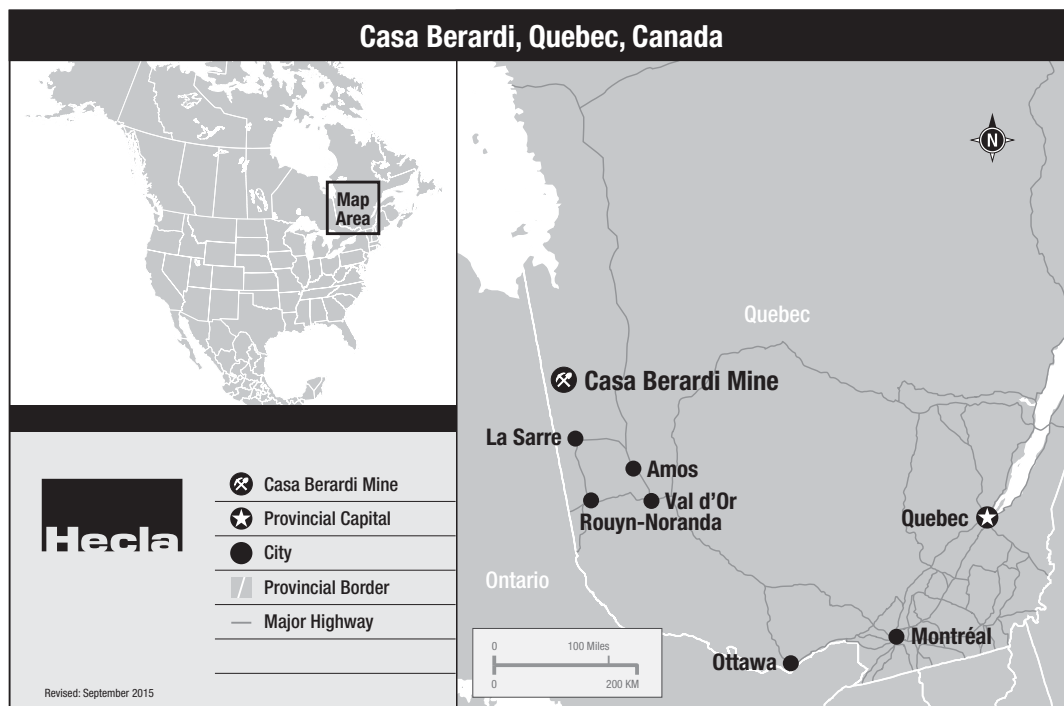 Casa Berardi, Quebec, Canada
Map
Area
Hecla
Casa Berardi Mine
Provincial Capital
City
Provincial Border
Major Highway
Revised: September 2015
N
Quebec
Casa Berardi Mine
La Sarre
Amos
Val d’Or
Rouyn-Noranda
Quebec
Ontario
Montréal
Ottawa
0 100 Miles
0 200 KM